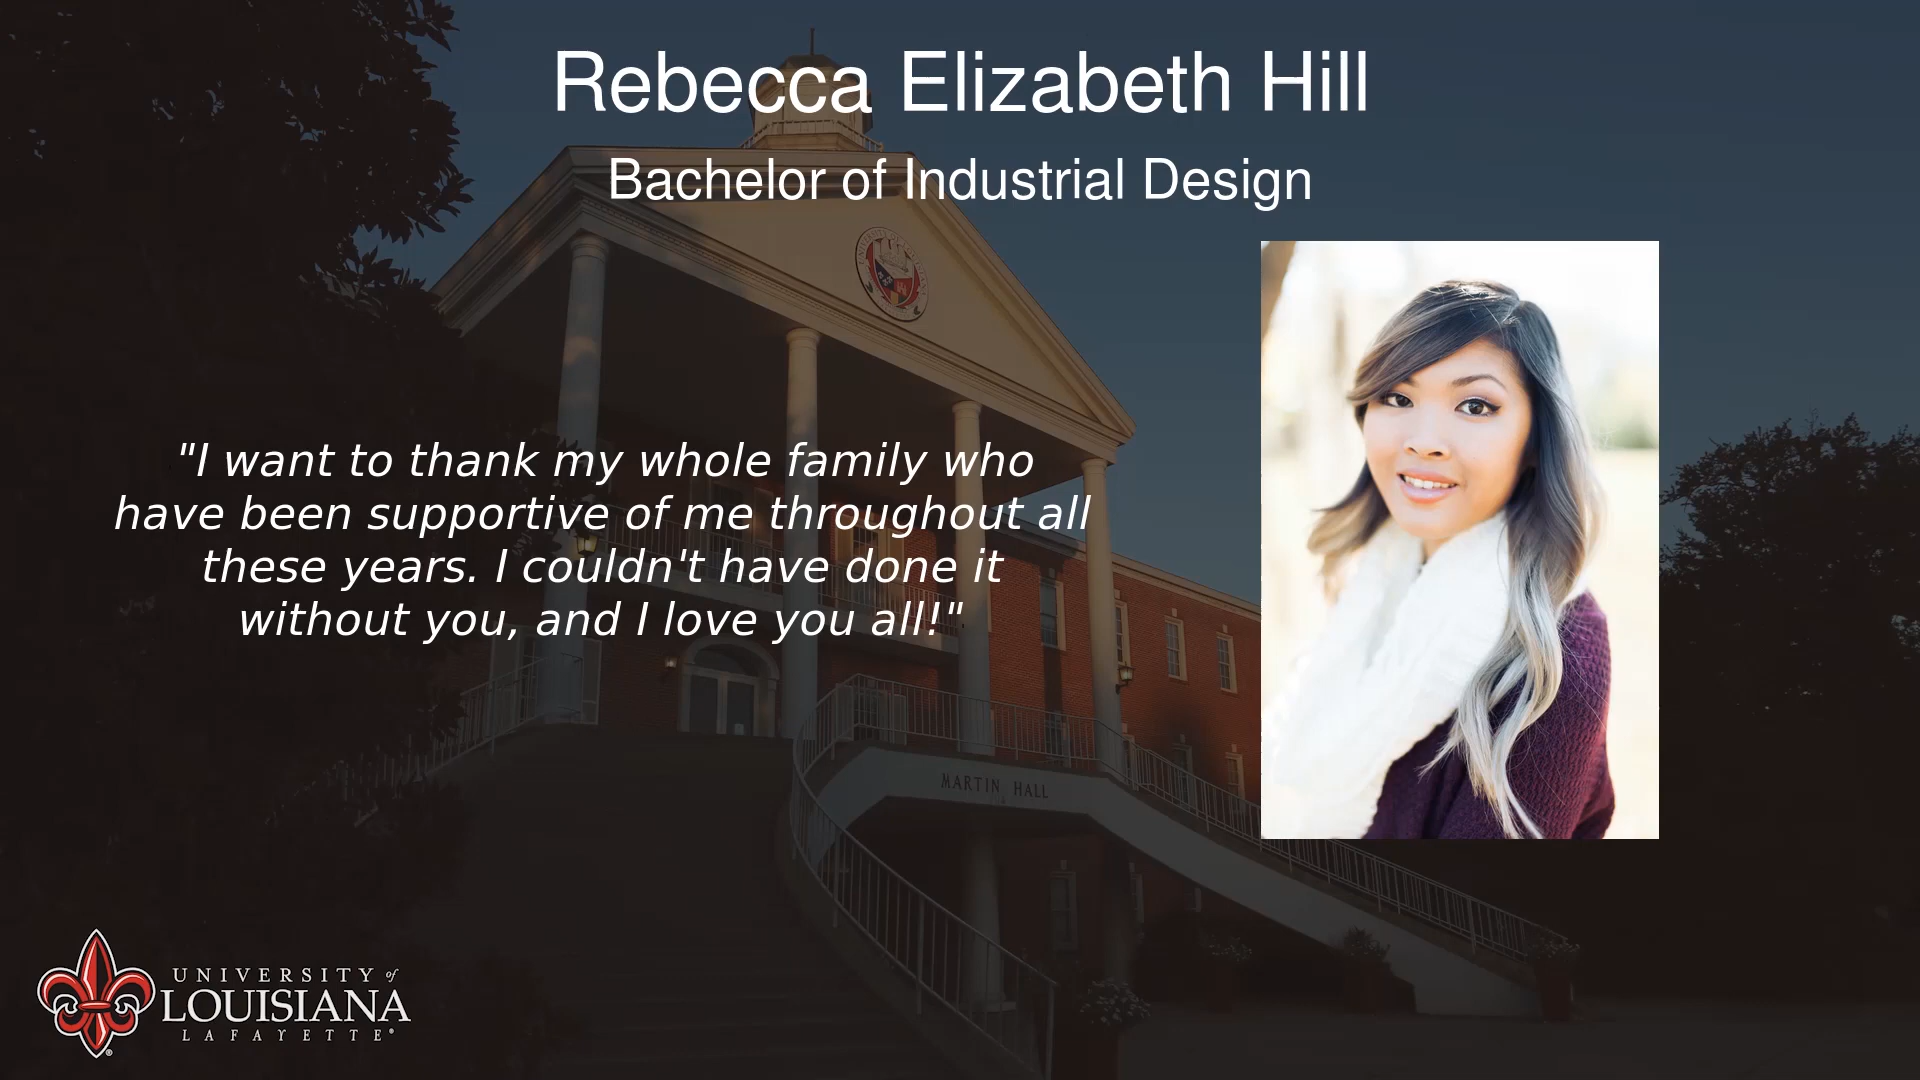 Rebecca Elizabeth Hill
Bachelor of Industrial Design
"I want to thank my whole family who
have been supportive of me throughout all
these years. I couldn't have done it
without you, and I love you all!"
MARTIN HALL
UNIVERSITY of
LOUISIANA
LAFAYETTE®